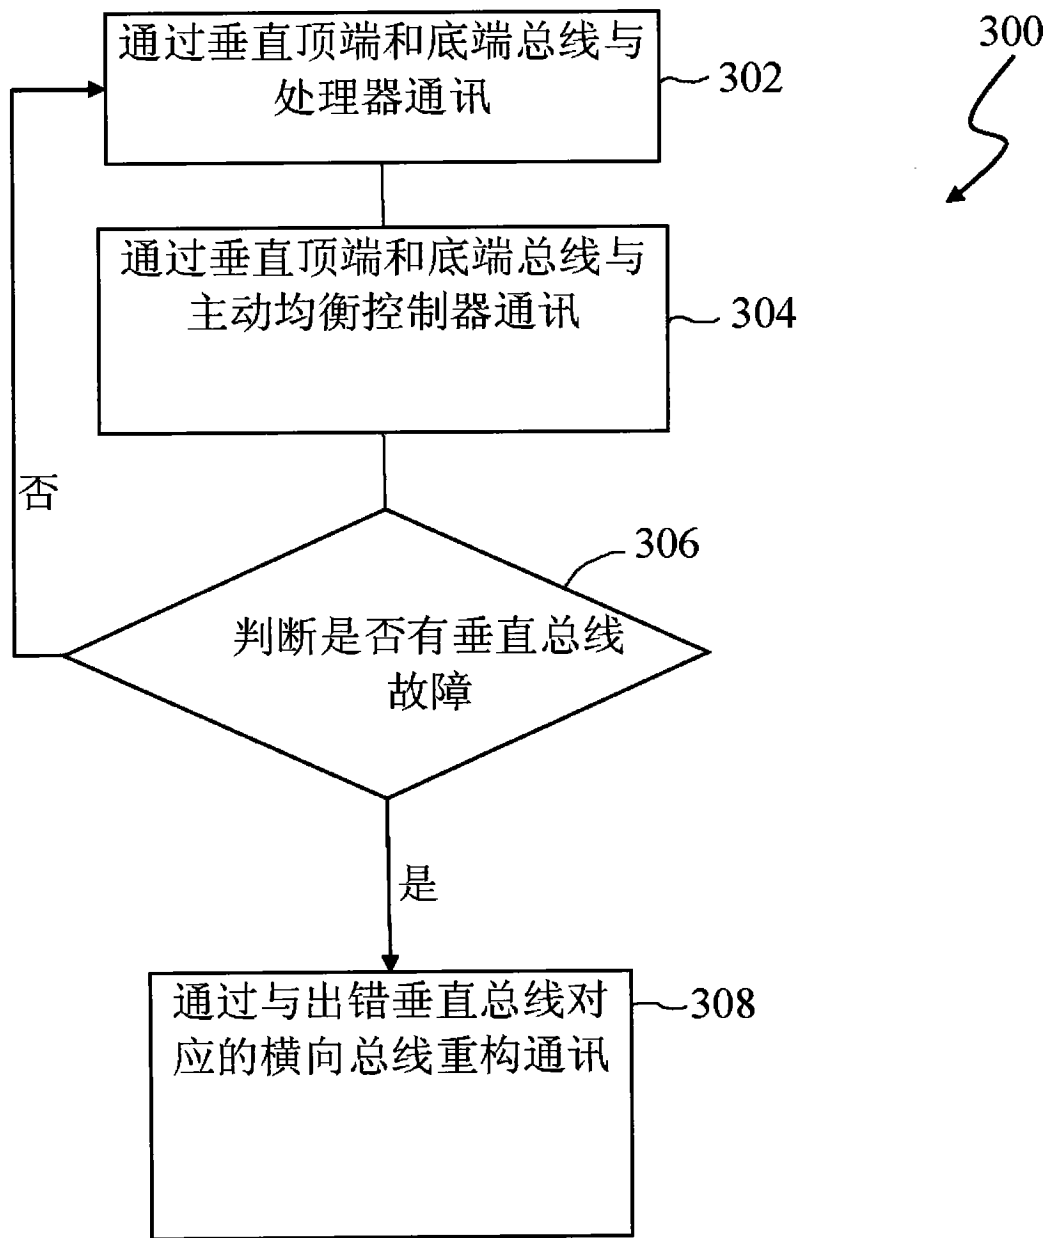 通过垂直顶端和底端总线与
处理器通讯
302
300
通过垂直顶端和底端总线与
主动均衡控制器通讯
304
否
306
判断是否有垂直总线
故障
是
通过与出错垂直总线对
应的横向总线重构通讯
308